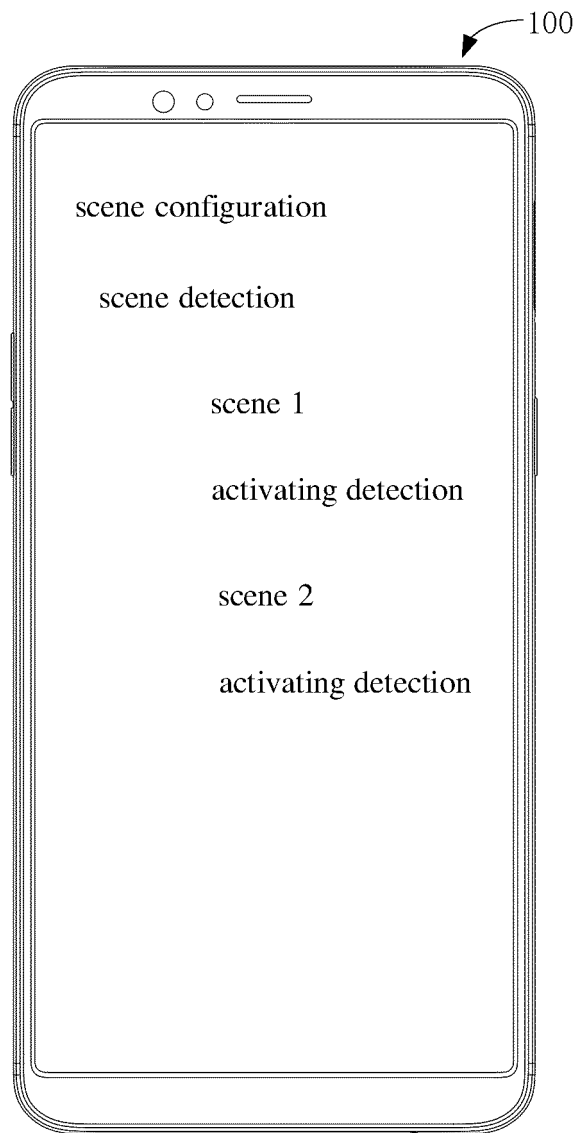 100
scene configuration
scene detection
scene 1
activating detection
scene 2
activating detection